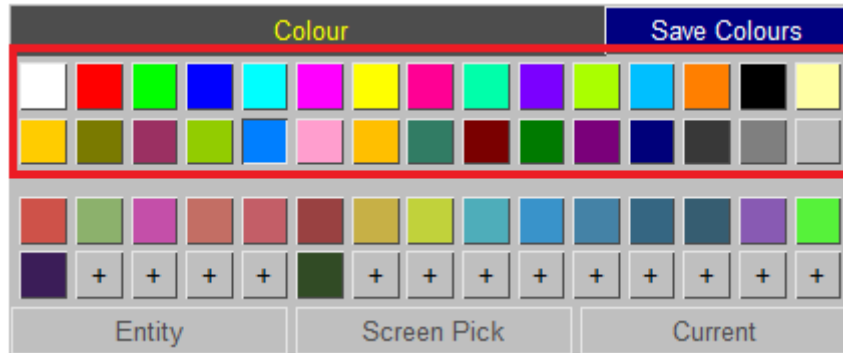 Colour Save Colours
+ + + + + + + + + + + + +
Entity Screen Pick Current